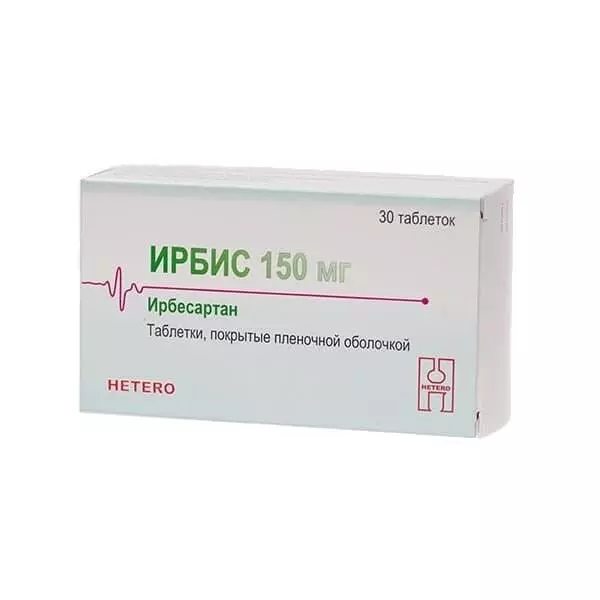 30 таблеток
ИРБИС 150 мг
Ирбесартан
Таблетки, покрытые пленочной оболочкой
HETERO
HETERO